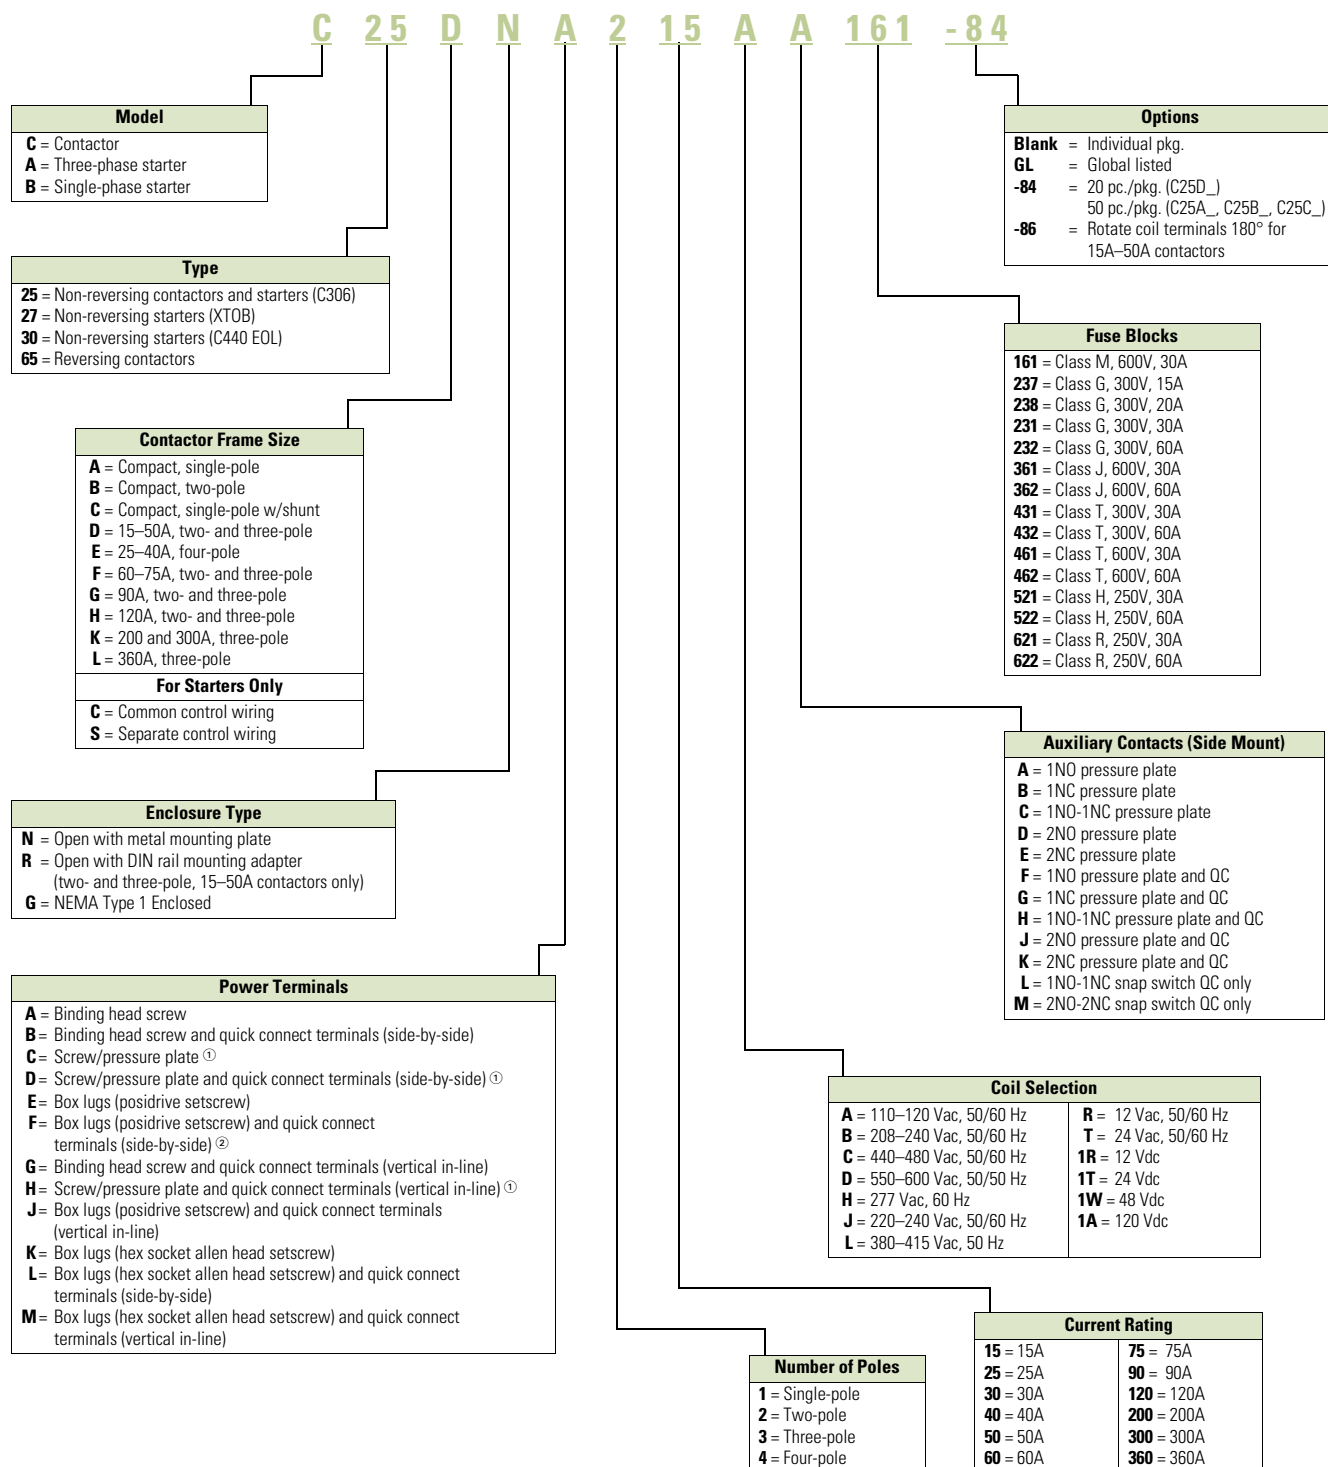 C 25 D N A 2 15 A A 161 -84
Model
C = Contactor
A = Three-phase starter
B = Single-phase starter
Type
25 = Non-reversing contactors and starters (C306)
27 = Non-reversing starters (XTOB)
30 = Non-reversing starters (C440 EOL)
65 = Reversing contactors
Contactor Frame Size
A = Compact, single-pole
B = Compact, two-pole
C = Compact, single-pole w/shunt
D = 15–50A, two- and three-pole
E = 25–40A, four-pole
F = 60–75A, two- and three-pole
G = 90A, two- and three-pole
H = 120A, two- and three-pole
K = 200 and 300A, three-pole
L = 360A, three-pole
For Starters Only
C = Common control wiring
S = Separate control wiring
Enclosure Type
N = Open with metal mounting plate
R = Open with DIN rail mounting adapter
(two- and three-pole, 15–50A contactors only)
G = NEMA Type 1 Enclosed
Power Terminals
A = Binding head screw
B = Binding head screw and quick connect terminals (side-by-side)
C = Screw/pressure plate ①
D = Screw/pressure plate and quick connect terminals (side-by-side) ①
E = Box lugs (posidrive setscrew)
F = Box lugs (posidrive setscrew) and quick connect
terminals (side-by-side) ②
G = Binding head screw and quick connect terminals (vertical in-line)
H = Screw/pressure plate and quick connect terminals (vertical in-line) ①
J = Box lugs (posidrive setscrew) and quick connect terminals
(vertical in-line)
K = Box lugs (hex socket allen head setscrew)
L = Box lugs (hex socket allen head setscrew) and quick connect
terminals (side-by-side)
M = Box lugs (hex socket allen head setscrew) and quick connect
terminals (vertical in-line)
Options
Blank = Individual pkg.
GL = Global listed
-84 = 20 pc./pkg. (C25D_)
50 pc./pkg. (C25A_, C25B_, C25C_)
-86 = Rotate coil terminals 180° for
15A–50A contactors
Fuse Blocks
161 = Class M, 600V, 30A
237 = Class G, 300V, 15A
238 = Class G, 300V, 20A
231 = Class G, 300V, 30A
232 = Class G, 300V, 60A
361 = Class J, 600V, 30A
362 = Class J, 600V, 60A
431 = Class T, 300V, 30A
432 = Class T, 300V, 60A
461 = Class T, 600V, 30A
462 = Class T, 600V, 60A
521 = Class H, 250V, 30A
522 = Class H, 250V, 60A
621 = Class R, 250V, 30A
622 = Class R, 250V, 60A
Auxiliary Contacts (Side Mount)
A = 1NO pressure plate
B = 1NC pressure plate
C = 1NO-1NC pressure plate
D = 2NO pressure plate
E = 2NC pressure plate
F = 1NO pressure plate and QC
G = 1NC pressure plate and QC
H = 1NO-1NC pressure plate and QC
J = 2NO pressure plate and QC
K = 2NC pressure plate and QC
L = 1NO-1NC snap switch QC only
M = 2NO-2NC snap switch QC only
Coil Selection
A = 110–120 Vac, 50/60 Hz
B = 208–240 Vac, 50/60 Hz
C = 440–480 Vac, 50/60 Hz
D = 550–600 Vac, 50/50 Hz
H = 277 Vac, 60 Hz
J = 220–240 Vac, 50/60 Hz
L = 380–415 Vac, 50 Hz
R = 12 Vac, 50/60 Hz
T = 24 Vac, 50/60 Hz
1R = 12 Vdc
1T = 24 Vdc
1W = 48 Vdc
1A = 120 Vdc
Number of Poles
1 = Single-pole
2 = Two-pole
3 = Three-pole
4 = Four-pole
Current Rating
15 = 15A
25 = 25A
30 = 30A
40 = 40A
50 = 50A
60 = 60A
75 = 75A
90 = 90A
120 = 120A
200 = 200A
300 = 300A
360 = 360A